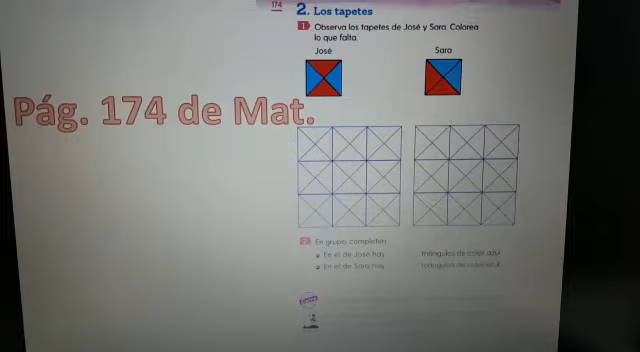 174
2. Los tapetes
1 Observa los tapetes de José y Sara. Colorea
lo que falta.
José Sara
Pág. 174 de Mat.
2 En grupo, completen
En el de José hay triángulos de color azul
En el de Sara hay triángulos de color azul